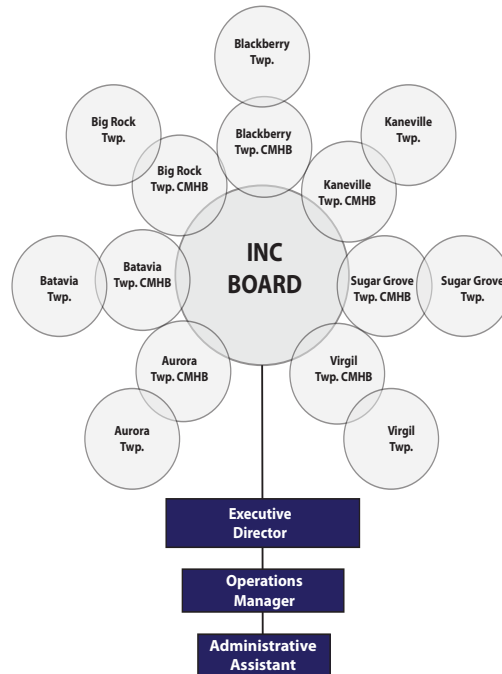 Blackberry
Twp.
Big Rock
Twp.
Kaneville
Twp.
Blackberry
Twp. CMHB
Big Rock
Twp. CMHB
Kaneville
Twp. CMHB
INC
BOARD
Batavia
Twp.
Batavia
Twp. CMHB
Sugar Grove
Twp. CMHB
Sugar Grove
Twp.
Aurora
Twp. CMHB
Virgil
Twp. CMHB
Aurora
Twp.
Virgil
Twp.
Executive
Director
Operations
Manager
Administrative
Assistant